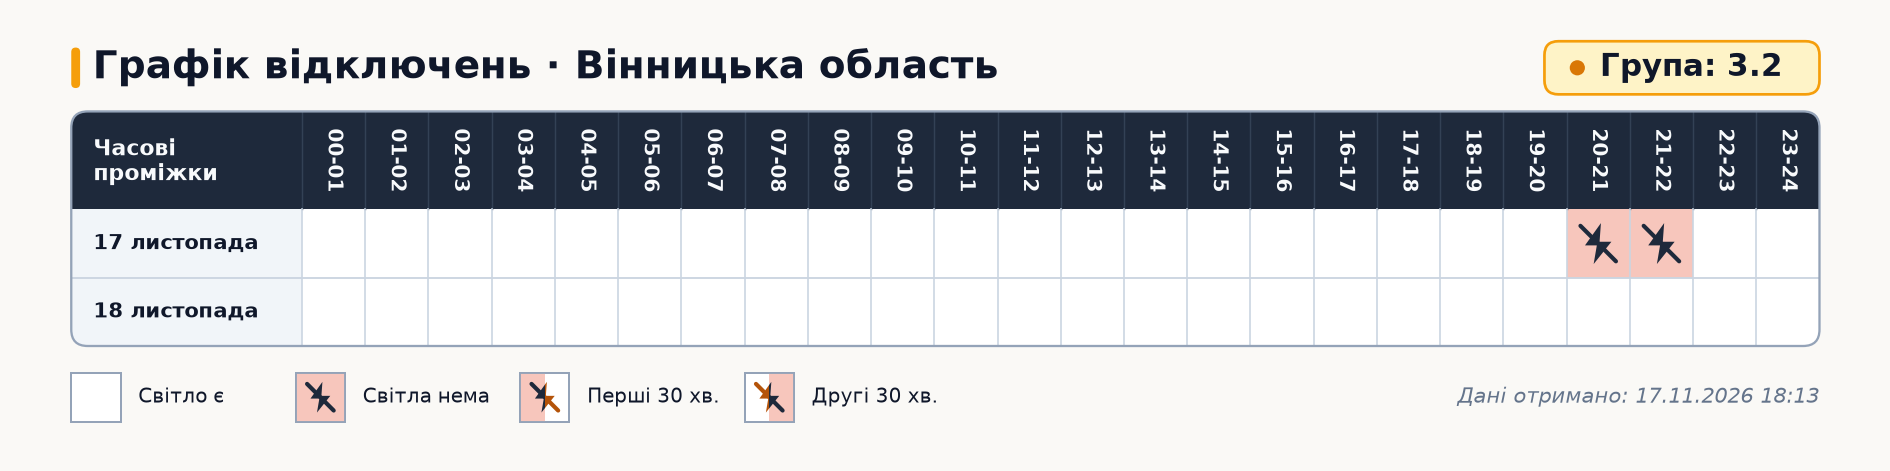 Графік відключень · Вінницька область
Група: 3.2
Часові
проміжки
00-01 01-02 02-03 03-04 04-05 05-06 06-07 07-08 08-09 09-10 10-11 11-12 12-13 13-14 14-15 15-16 16-17 17-18 18-19 19-20 20-21 21-22 22-23 23-24
17 листопада
18 листопада
Світло є Світла нема Перші 30 хв. Другі 30 хв. Дані отримано: 17.11.2026 18:13